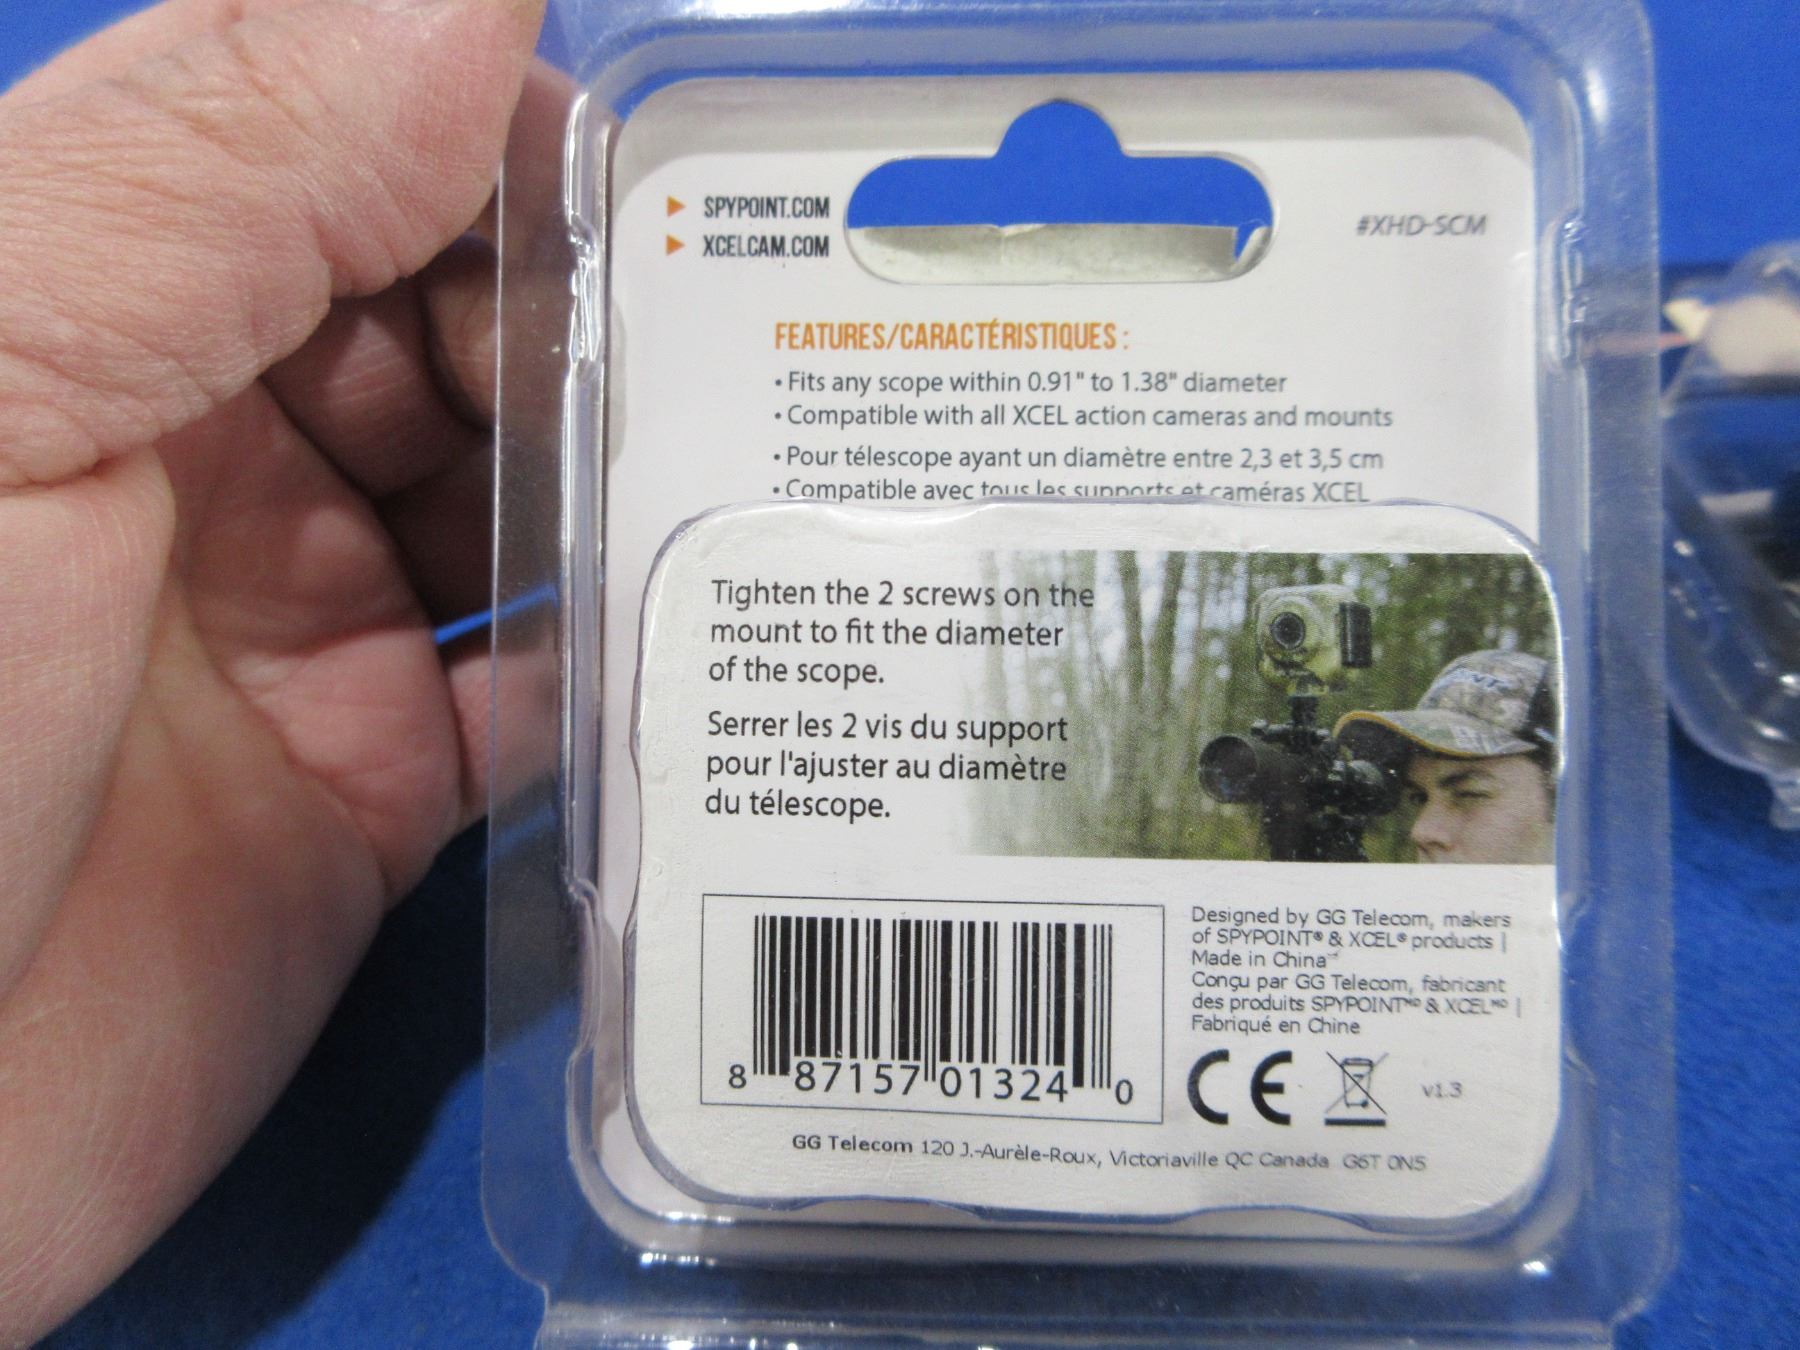 SPYPOINT.COM
XCELCAM.COM
#XHD-SCM
FEATURES/CARACTÉRISTIQUES :
• Fits any scope within 0.91" to 1.38" diameter
• Compatible with all XCEL action cameras and mounts
• Pour télescope ayant un diamètre entre 2,3 et 3,5 cm
• Compatible avec tous les supports et caméras XCEL
Tighten the 2 screws on the
mount to fit the diameter
of the scope.
Serrer les 2 vis du support
pour l'ajuster au diamètre
du télescope.
8 87157 01324 0
Designed by GG Telecom, makers
of SPYPOINT® & XCEL® products |
Made in China
Conçu par GG Telecom, fabricant
des produits SPYPOINTᴹᴰ & XCELᴹᴰ |
Fabriqué en Chine
CE
v1.3
GG Telecom 120 J.-Aurèle-Roux, Victoriaville QC Canada G6T 0N5